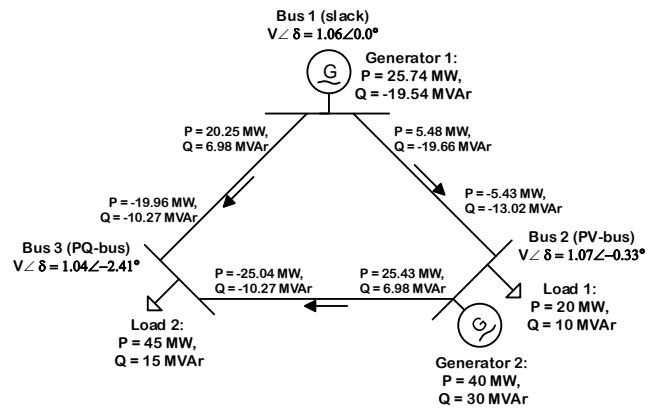 Bus 1 (slack)
V∠ δ = 1.06∠0.0°
Generator 1:
P = 25.74 MW,
Q = -19.54 MVAr
G
P = 20.25 MW,
Q = 6.98 MVAr
P = 5.48 MW,
Q = -19.66 MVAr
P = -19.96 MW,
Q = -10.27 MVAr
P = -5.43 MW,
Q = -13.02 MVAr
Bus 3 (PQ-bus)
V∠ δ = 1.04∠−2.41°
Bus 2 (PV-bus)
V∠ δ = 1.07∠−0.33°
P = -25.04 MW,
Q = -10.27 MVAr
P = 25.43 MW,
Q = 6.98 MVAr
Load 1:
P = 20 MW,
Q = 10 MVAr
Load 2:
P = 45 MW,
Q = 15 MVAr
G
Generator 2:
P = 40 MW,
Q = 30 MVAr